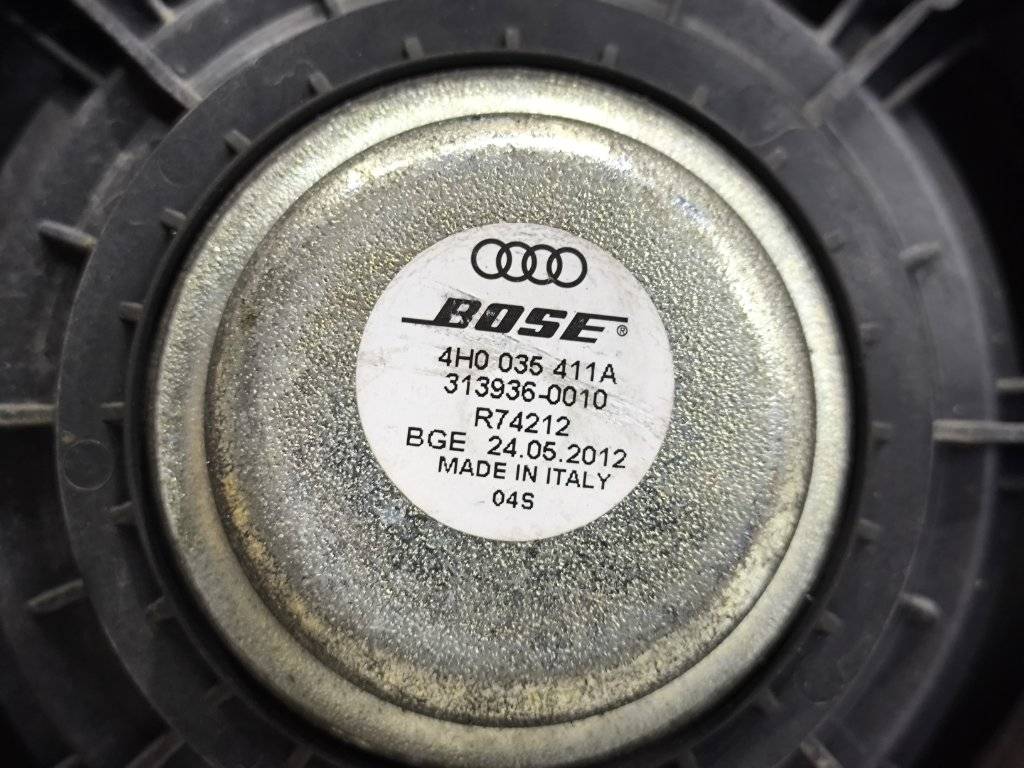 BOSE®
4H0 035 411A
313936-0010
R74212
BGE 24.05.2012
MADE IN ITALY
04S